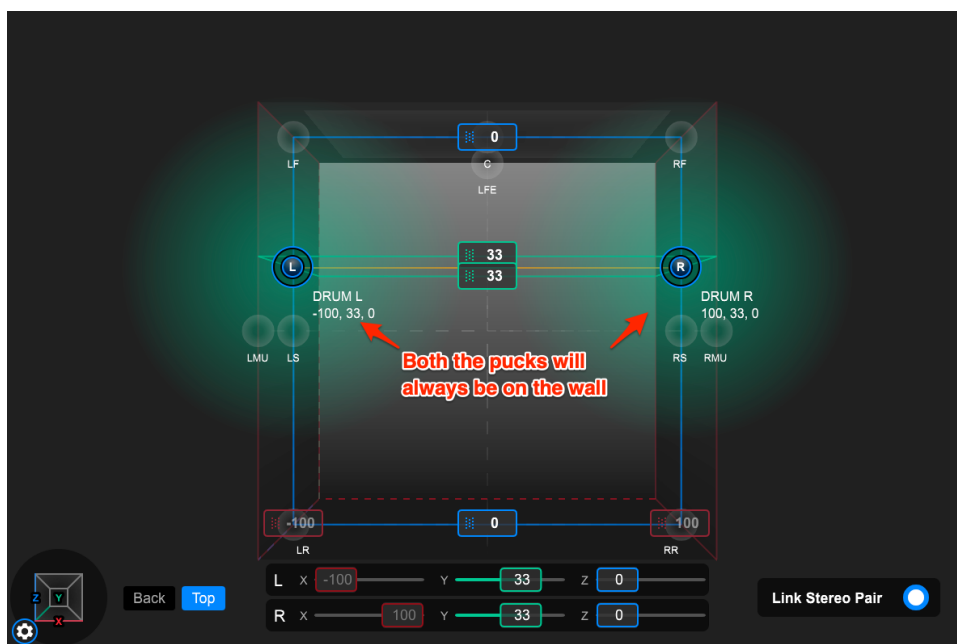 0
LF
C
RF
LFE
33
33
L
R
DRUM L
-100, 33, 0
DRUM R
100, 33, 0
LMU
LS
RS
RMU
Both the pucks will
always be on the wall
-100
0
100
LR
RR
L X -100 Y 33 Z 0
R X 100 Y 33 Z 0
Z Y X
Back Top
Link Stereo Pair